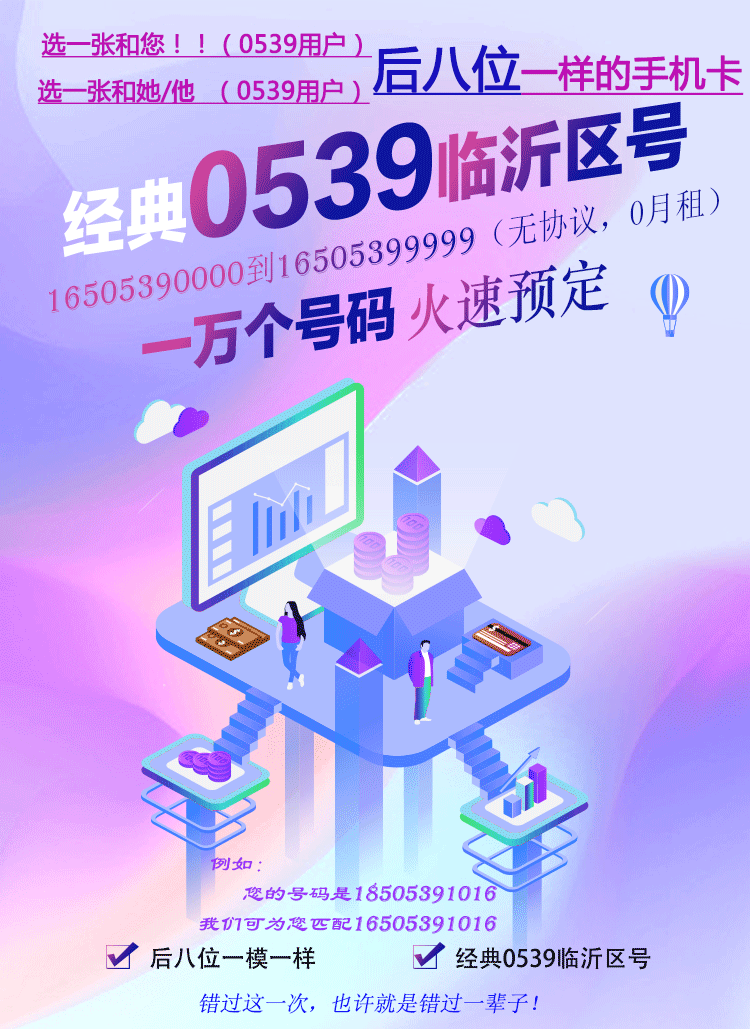 选一张和您！！（0539用户）
选一张和她/他 （0539用户）后八位一样的手机卡
经典0539临沂区号
16505390000到16505399999（无协议，0月租）
一万个号码 火速预定
例如：
您的号码是18505391016
我们可为您匹配16505391016
后八位一模一样 经典0539临沂区号
错过这一次，也许就是错过一辈子！